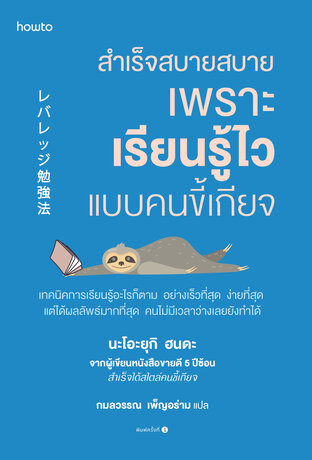 howto
สำเร็จสบายสบาย
เพราะ
เรียนรู้ไว
แบบคนขี้เกียจ
レバレッジ勉強法
เทคนิคการเรียนรู้อะไรก็ตาม อย่างเร็วที่สุด ง่ายที่สุด
แต่ได้ผลลัพธ์มากที่สุด คนไม่มีเวลาว่างเลยยังทำได้
นะโอะยุกิ ฮนดะ
จากผู้เขียนหนังสือขายดี 5 ปีซ้อน
สำเร็จได้สไตล์คนขี้เกียจ
กมลวรรณ เพ็ญอร่าม แปล
พิมพ์ครั้งที่ 1